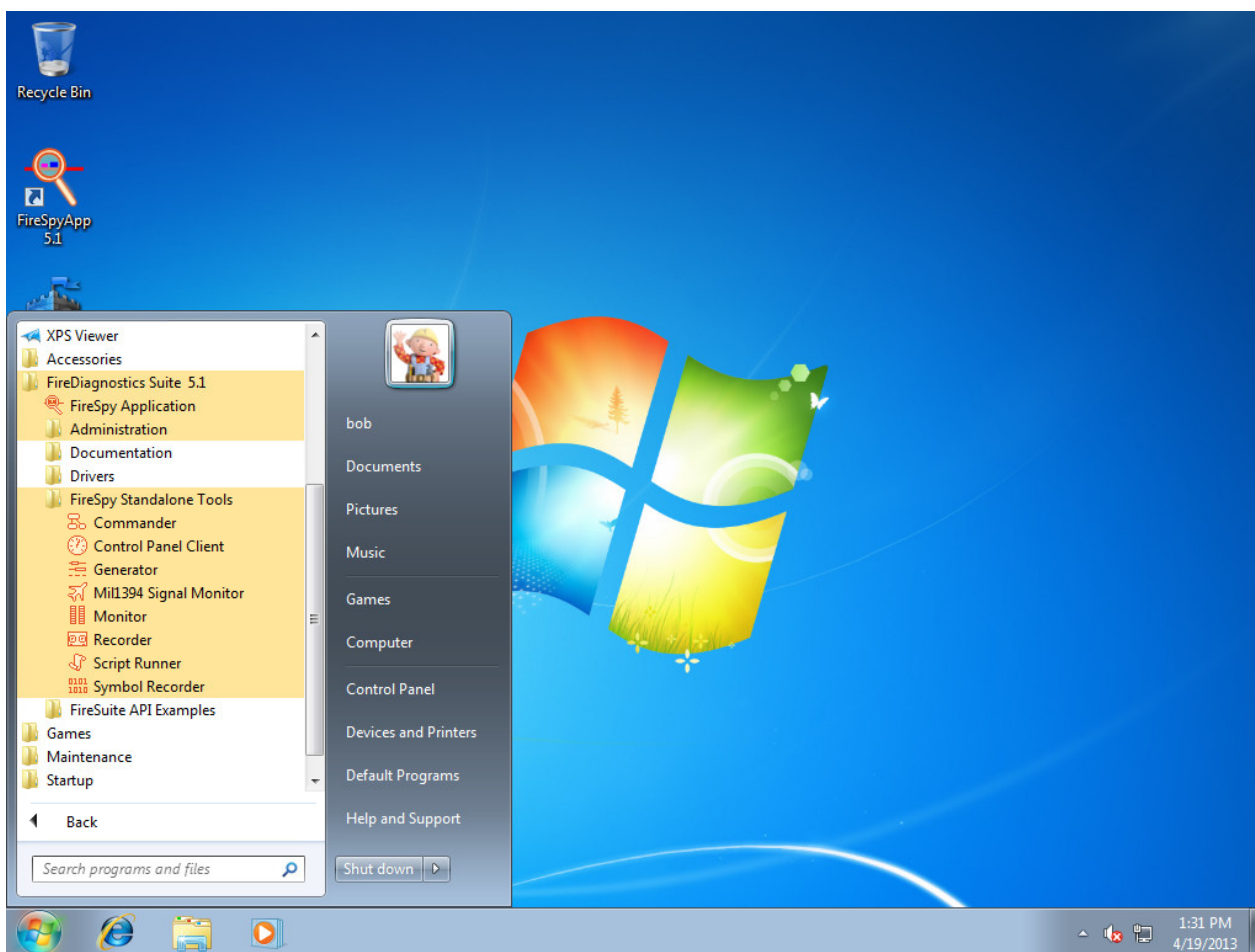 Recycle Bin
FireSpyApp
5.1
XPS Viewer
Accessories
FireDiagnostics Suite 5.1
FireSpy Application
Administration
Documentation
Drivers
FireSpy Standalone Tools
Commander
Control Panel Client
Generator
Mil1394 Signal Monitor
Monitor
Recorder
Script Runner
Symbol Recorder
FireSuite API Examples
Games
Maintenance
Startup
Back
Search programs and files
bob
Documents
Pictures
Music
Games
Computer
Control Panel
Devices and Printers
Default Programs
Help and Support
Shut down
1:31 PM
4/19/2013